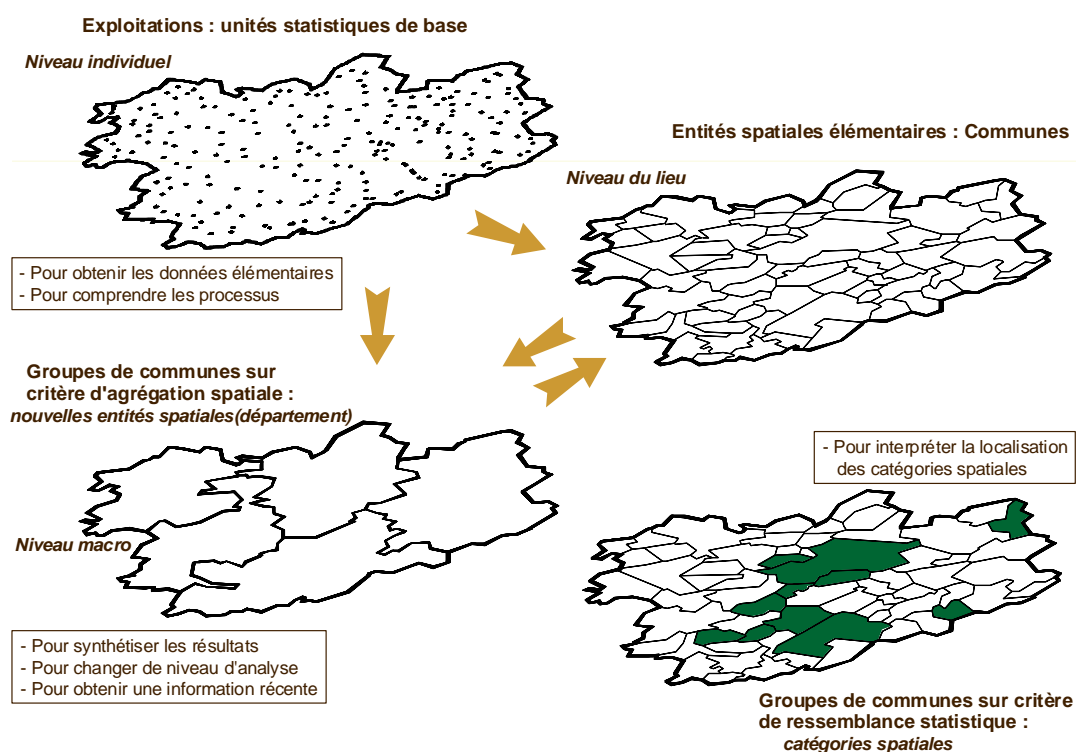 Exploitations : unités statistiques de base
Niveau individuel
Entités spatiales élémentaires : Communes
Niveau du lieu
- Pour obtenir les données élémentaires
- Pour comprendre les processus
Groupes de communes sur
critère d'agrégation spatiale :
nouvelles entités spatiales(département)
- Pour interpréter la localisation
des catégories spatiales
Niveau macro
- Pour synthétiser les résultats
- Pour changer de niveau d'analyse
- Pour obtenir une information récente
Groupes de communes sur critère
de ressemblance statistique :
catégories spatiales